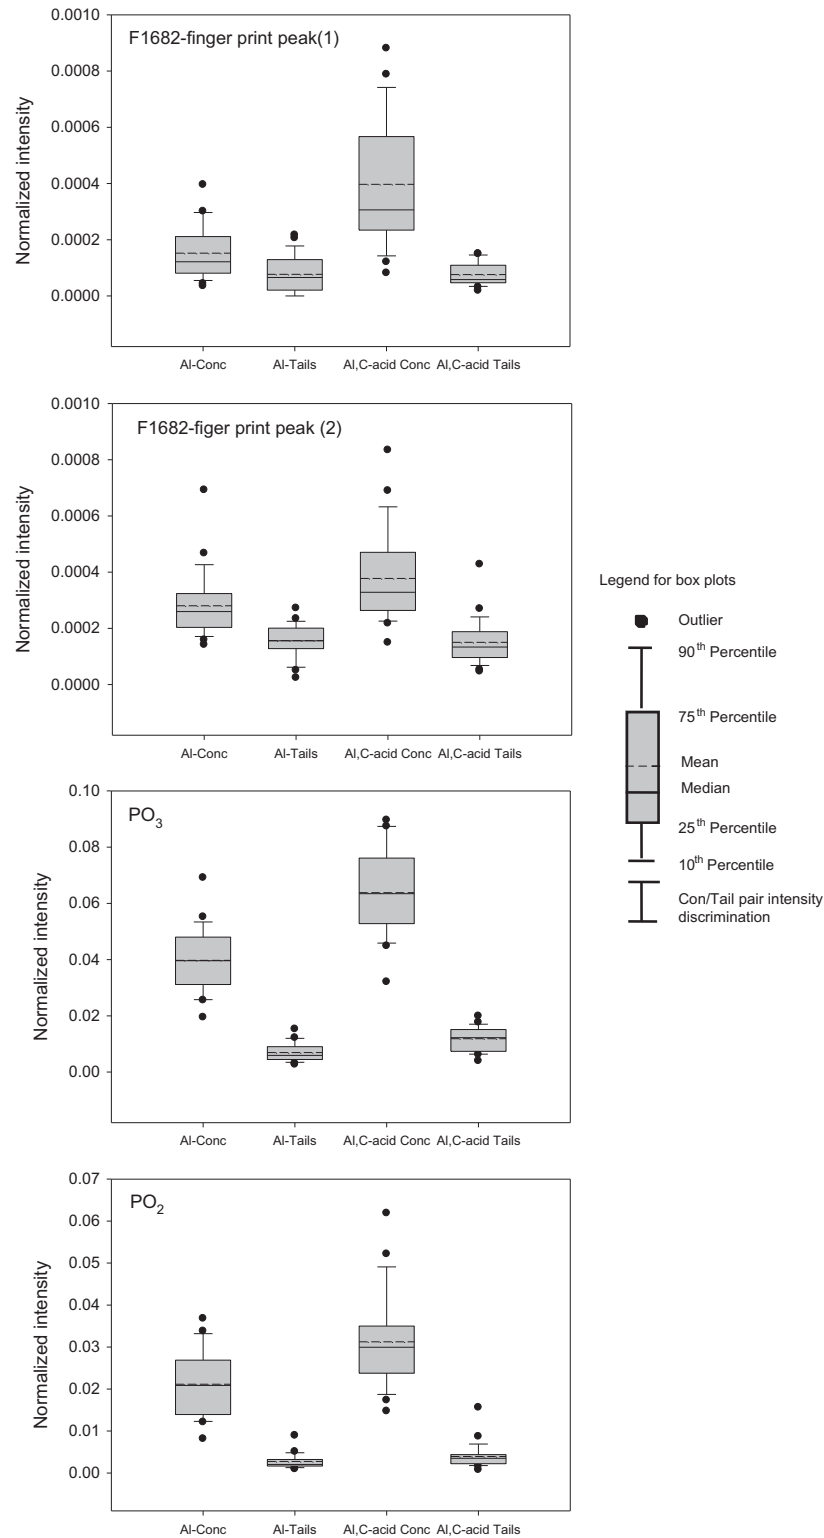 F1682-finger print peak(1)
Normalized intensity
0.0010
0.0008
0.0006
0.0004
0.0002
0.0000
Al-Conc Al-Tails Al,C-acid Conc Al,C-acid Tails
F1682-figer print peak (2)
Normalized intensity
0.0010
0.0008
0.0006
0.0004
0.0002
0.0000
Al-Conc Al-Tails Al,C-acid Conc Al,C-acid Tails
Legend for box plots
Outlier
90th Percentile
75th Percentile
Mean
Median
25th Percentile
10th Percentile
Con/Tail pair intensity
discrimination
PO3
Normalized intensity
0.10
0.08
0.06
0.04
0.02
0.00
Al-Conc Al-Tails Al,C-acid Conc Al,C-acid Tails
PO2
Normalized intensity
0.07
0.06
0.05
0.04
0.03
0.02
0.01
0.00
Al-Conc Al-Tails Al,C-acid Conc Al,C-acid Tails